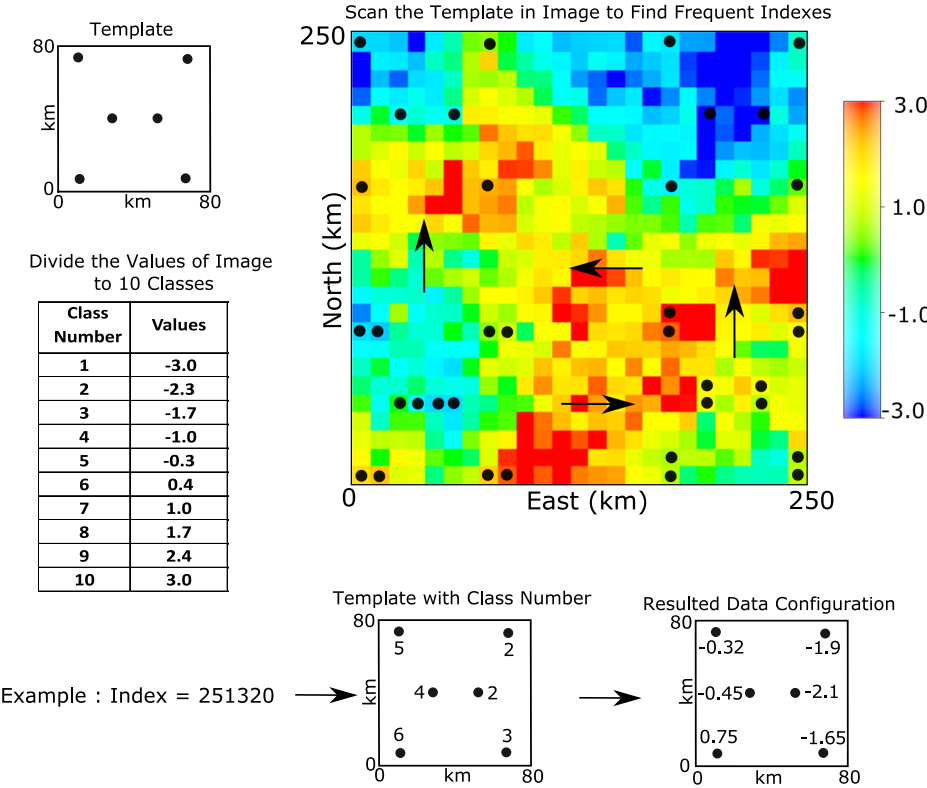 Template
80
km
0
km
80
Scan the Template in Image to Find Frequent Indexes
250
North (km)
0
East (km)
250
3.0
1.0
-1.0
-3.0
Divide the Values of Image
to 10 Classes
Class Number Values
1 -3.0
2 -2.3
3 -1.7
4 -1.0
5 -0.3
6 0.4
7 1.0
8 1.7
9 2.4
10 3.0
Example : Index = 251320
Template with Class Number
80
5 2
4 2
6 3
km
0
km
80
Resulted Data Configuration
80
-0.32 -1.9
-0.45 -2.1
0.75 -1.65
km
0
km
80